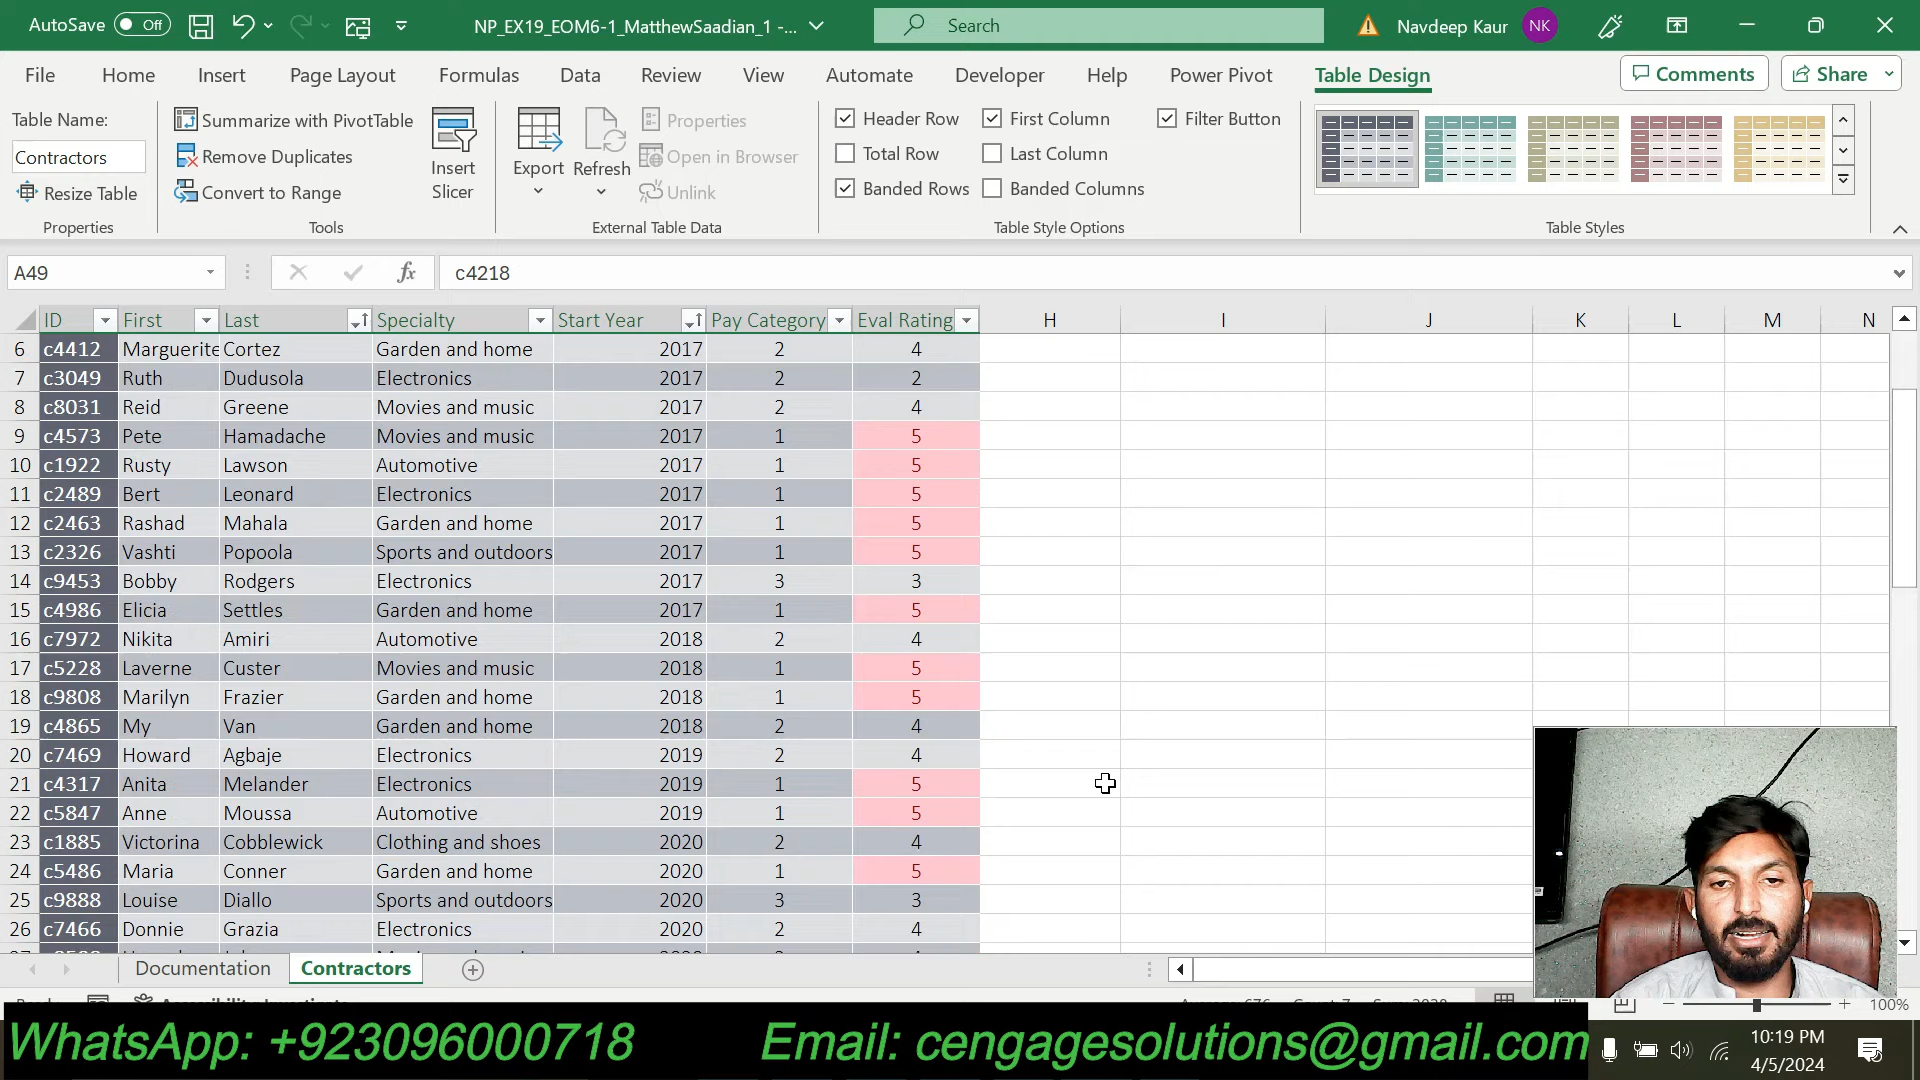 AutoSave Off NP_EX19_EOM6-1_MatthewSaadian_1 -... Search Navdeep Kaur NK
File Home Insert Page Layout Formulas Data Review View Automate Developer Help Power Pivot Table Design Comments Share
Table Name:
Contractors
Resize Table
Properties
Summarize with PivotTable
Remove Duplicates
Convert to Range
Tools
Insert
Slicer
Export
Refresh
Properties
Open in Browser
Unlink
External Table Data
Header Row First Column Filter Button
Total Row Last Column
Banded Rows Banded Columns
Table Style Options
Table Styles
A49 fx c4218
ID First Last Specialty Start Year Pay Category Eval Rating H I J K L M N
6 c4412 Marguerite Cortez Garden and home 2017 2 4
7 c3049 Ruth Dudusola Electronics 2017 2 2
8 c8031 Reid Greene Movies and music 2017 2 4
9 c4573 Pete Hamadache Movies and music 2017 1 5
10 c1922 Rusty Lawson Automotive 2017 1 5
11 c2489 Bert Leonard Electronics 2017 1 5
12 c2463 Rashad Mahala Garden and home 2017 1 5
13 c2326 Vashti Popoola Sports and outdoors 2017 1 5
14 c9453 Bobby Rodgers Electronics 2017 3 3
15 c4986 Elicia Settles Garden and home 2017 1 5
16 c7972 Nikita Amiri Automotive 2018 2 4
17 c5228 Laverne Custer Movies and music 2018 1 5
18 c9808 Marilyn Frazier Garden and home 2018 1 5
19 c4865 My Van Garden and home 2018 2 4
20 c7469 Howard Agbaje Electronics 2019 2 4
21 c4317 Anita Melander Electronics 2019 1 5
22 c5847 Anne Moussa Automotive 2019 1 5
23 c1885 Victorina Cobblewick Clothing and shoes 2020 2 4
24 c5486 Maria Conner Garden and home 2020 1 5
25 c9888 Louise Diallo Sports and outdoors 2020 3 3
26 c7466 Donnie Grazia Electronics 2020 2 4
Documentation Contractors
100%
WhatsApp: +923096000718 Email: cengagesolutions@gmail.com
10:19 PM
4/5/2024